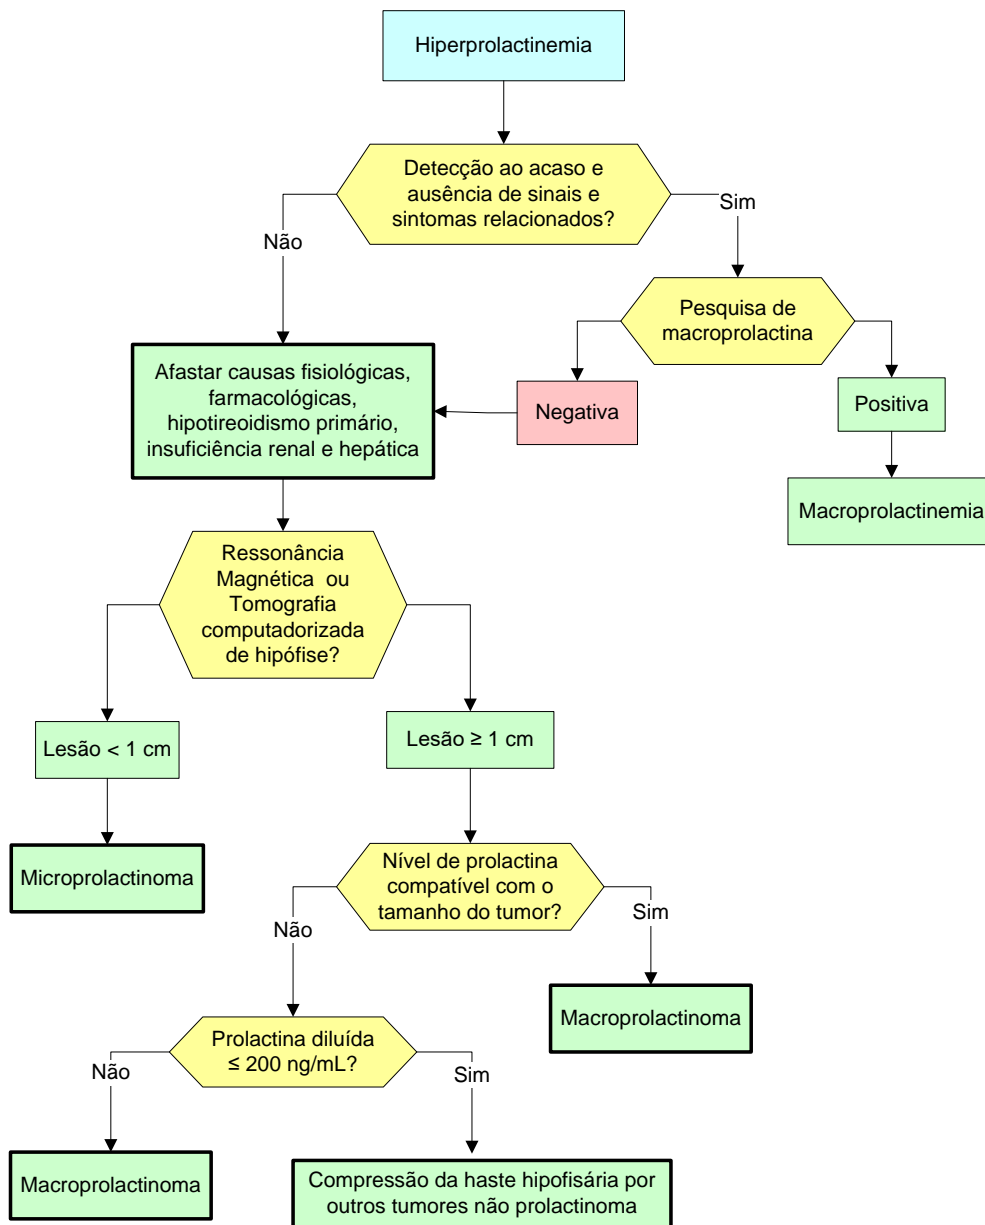 Hiperprolactinemia
Detecção ao acaso e
ausência de sinais e
sintomas relacionados?
Não
Sim
Pesquisa de
macroprolactina
Afastar causas fisiológicas,
farmacológicas,
hipotireoidismo primário,
insuficiência renal e hepática
Negativa
Positiva
Macroprolactinemia
Ressonância
Magnética ou
Tomografia
computadorizada
de hipófise?
Lesão < 1 cm
Lesão ≥ 1 cm
Microprolactinoma
Nível de prolactina
compatível com o
tamanho do tumor?
Não
Sim
Macroprolactinoma
Prolactina diluída
≤ 200 ng/mL?
Não
Sim
Macroprolactinoma
Compressão da haste hipofisária por
outros tumores não prolactinoma